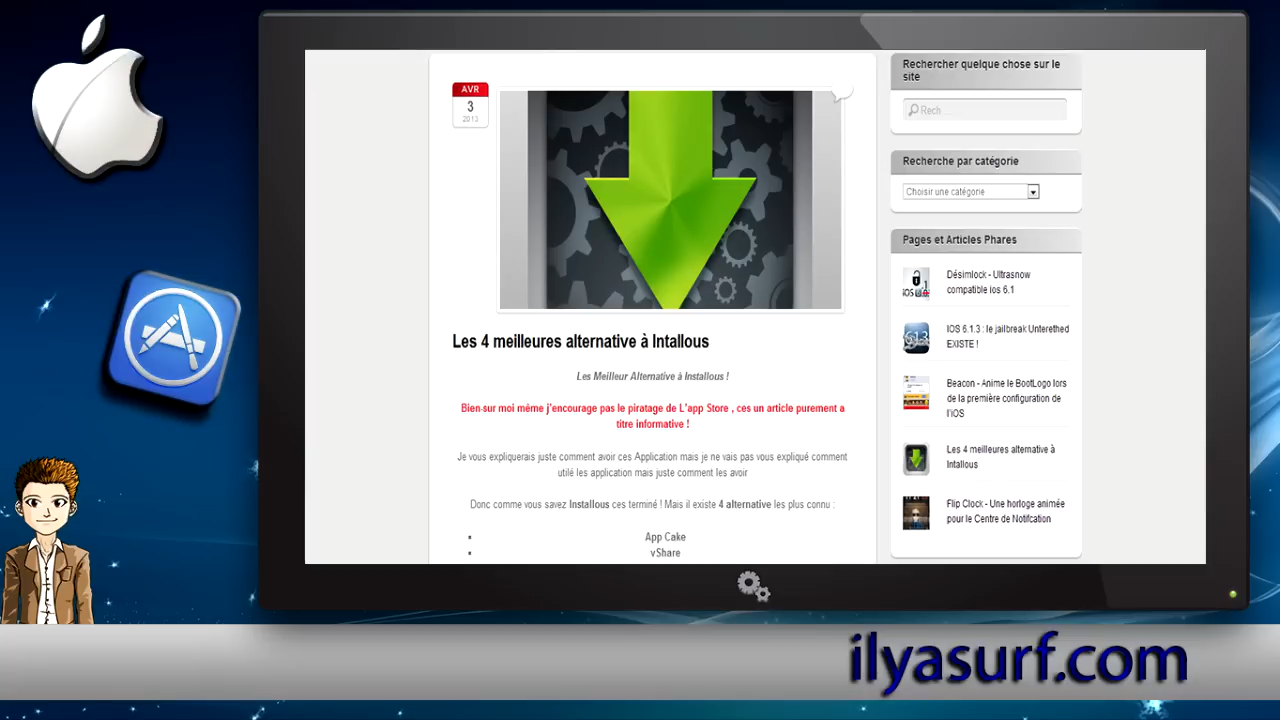 AVR
3
2013
Les 4 meilleures alternative à Intallous
Les Meilleur Alternative à Installous !
Bien-sur moi même j'encourage pas le piratage de L'app Store , ces un article purement a
titre informative !
Je vous expliquerais juste comment avoir ces Application mais je ne vais pas vous expliqué comment
utilé les application mais juste comment les avoir
Donc comme vous savez Installous ces terminé ! Mais il existe 4 alternative les plus connu :
App Cake
vShare
Rechercher quelque chose sur le
site
Rech ...
Recherche par catégorie
Choisir une catégorie
Pages et Articles Phares
Désimlock - Ultrasnow
compatible ios 6.1
IOS 6.1.3 : le jailbreak Unterethed
EXISTE !
Beacon - Anime le BootLogo lors
de la première configuration de
l'iOS
Les 4 meilleures alternative à
Intallous
Flip Clock - Une horloge animée
pour le Centre de Notifcation
ilyasurf.com